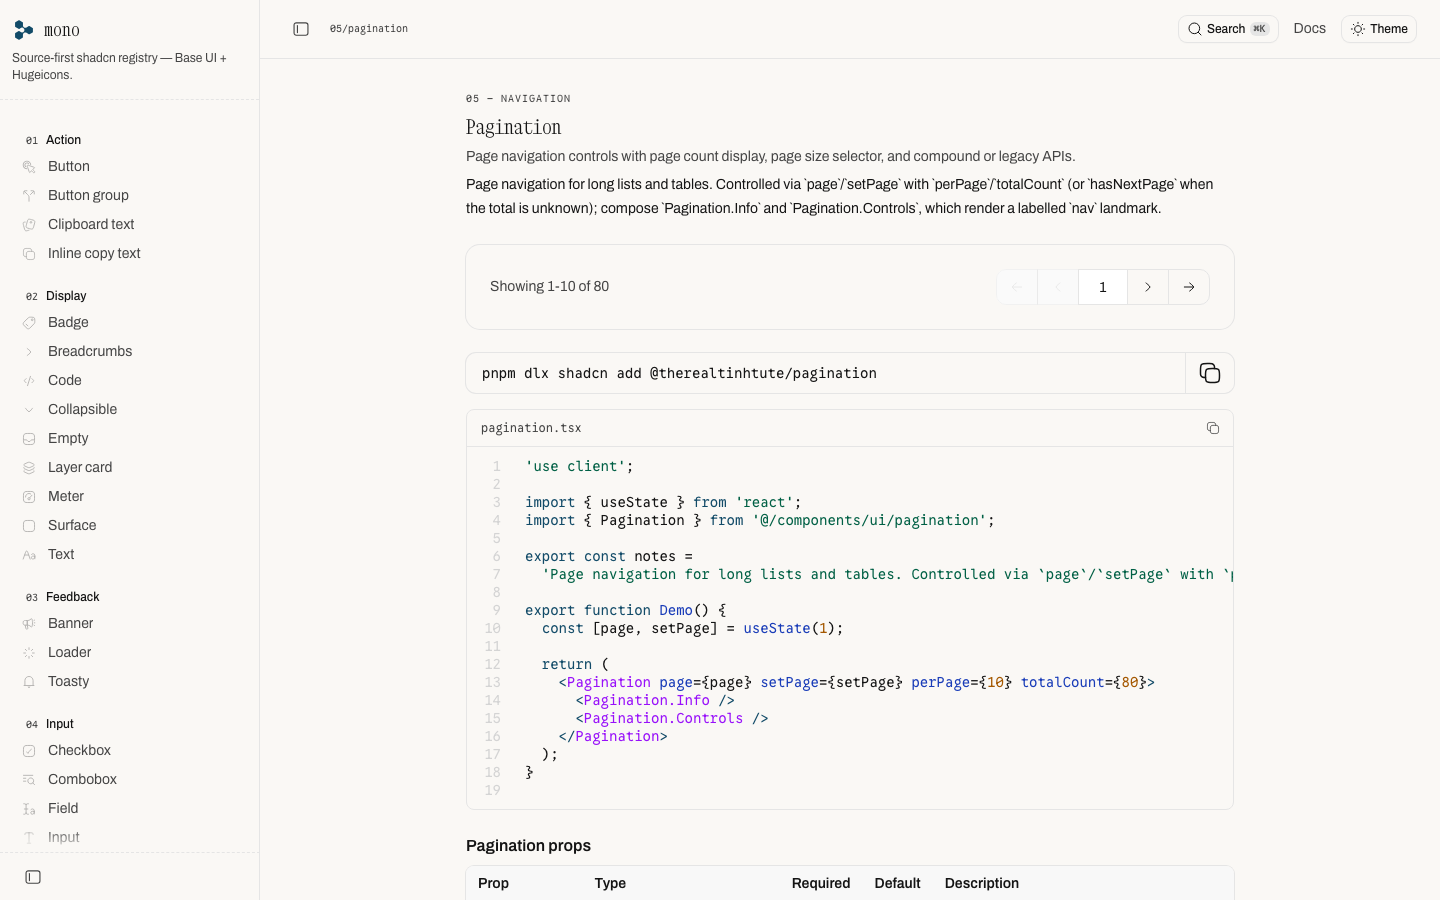 mono
Source-first shadcn registry — Base UI +
Hugeicons.
01 Action
Button
Button group
Clipboard text
Inline copy text
02 Display
Badge
Breadcrumbs
Code
Collapsible
Empty
Layer card
Meter
Surface
Text
03 Feedback
Banner
Loader
Toasty
04 Input
Checkbox
Combobox
Field
Input
05/pagination
Search ⌘K
Docs
Theme
05 — NAVIGATION
Pagination
Page navigation controls with page count display, page size selector, and compound or legacy APIs.
Page navigation for long lists and tables. Controlled via `page`/`setPage` with `perPage`/`totalCount` (or `hasNextPage` when
the total is unknown); compose `Pagination.Info` and `Pagination.Controls`, which render a labelled `nav` landmark.
Showing 1-10 of 80
1
pnpm dlx shadcn add @therealtinhtute/pagination
pagination.tsx
1 'use client';
2
3 import { useState } from 'react';
4 import { Pagination } from '@/components/ui/pagination';
5
6 export const notes =
7 'Page navigation for long lists and tables. Controlled via `page`/`setPage` with `p
8
9 export function Demo() {
10 const [page, setPage] = useState(1);
11
12 return (
13 <Pagination page={page} setPage={setPage} perPage={10} totalCount={80}>
14 <Pagination.Info />
15 <Pagination.Controls />
16 </Pagination>
17 );
18 }
19
Pagination props
Prop Type Required Default Description